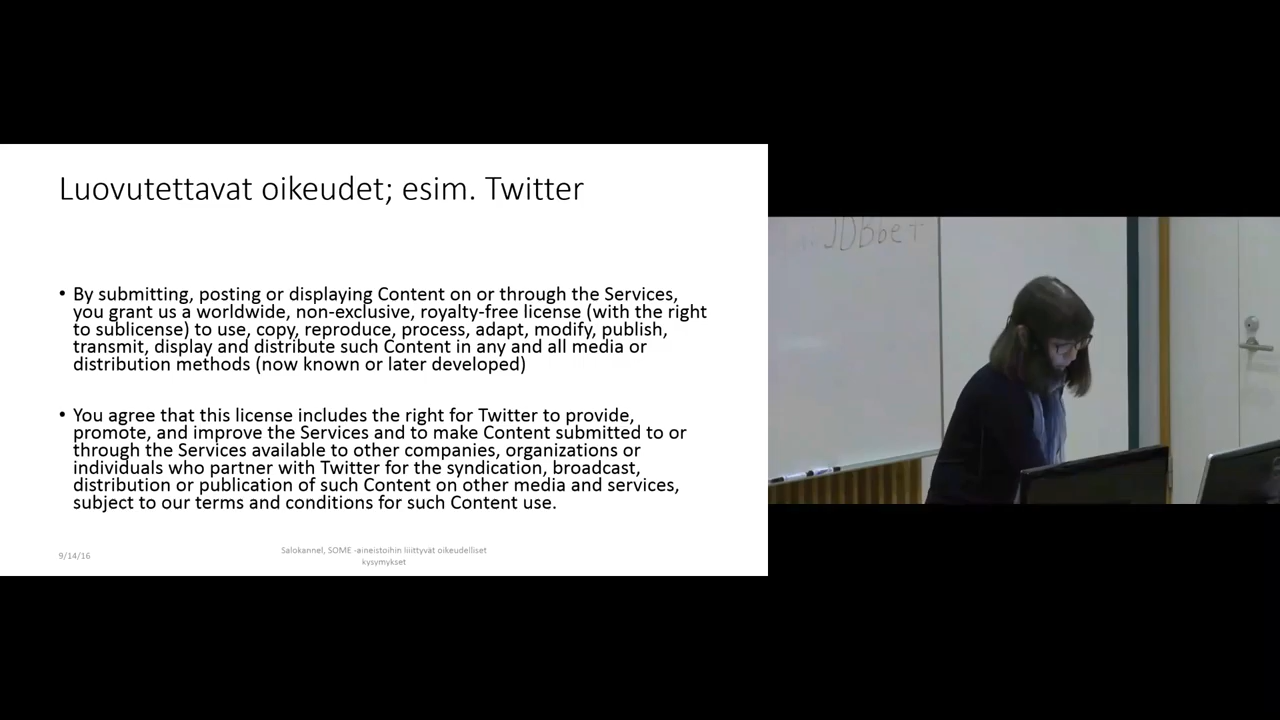 Luovutettavat oikeudet; esim. Twitter
• By submitting, posting or displaying Content on or through the Services,
you grant us a worldwide, non-exclusive, royalty-free license (with the right
to sublicense) to use, copy, reproduce, process, adapt, modify, publish,
transmit, display and distribute such Content in any and all media or
distribution methods (now known or later developed)
• You agree that this license includes the right for Twitter to provide,
promote, and improve the Services and to make Content submitted to or
through the Services available to other companies, organizations or
individuals who partner with Twitter for the syndication, broadcast,
distribution or publication of such Content on other media and services,
subject to our terms and conditions for such Content use.
9/14/16
Salokannel, SOME -aineistoihin liiittyvät oikeudelliset
kysymykset